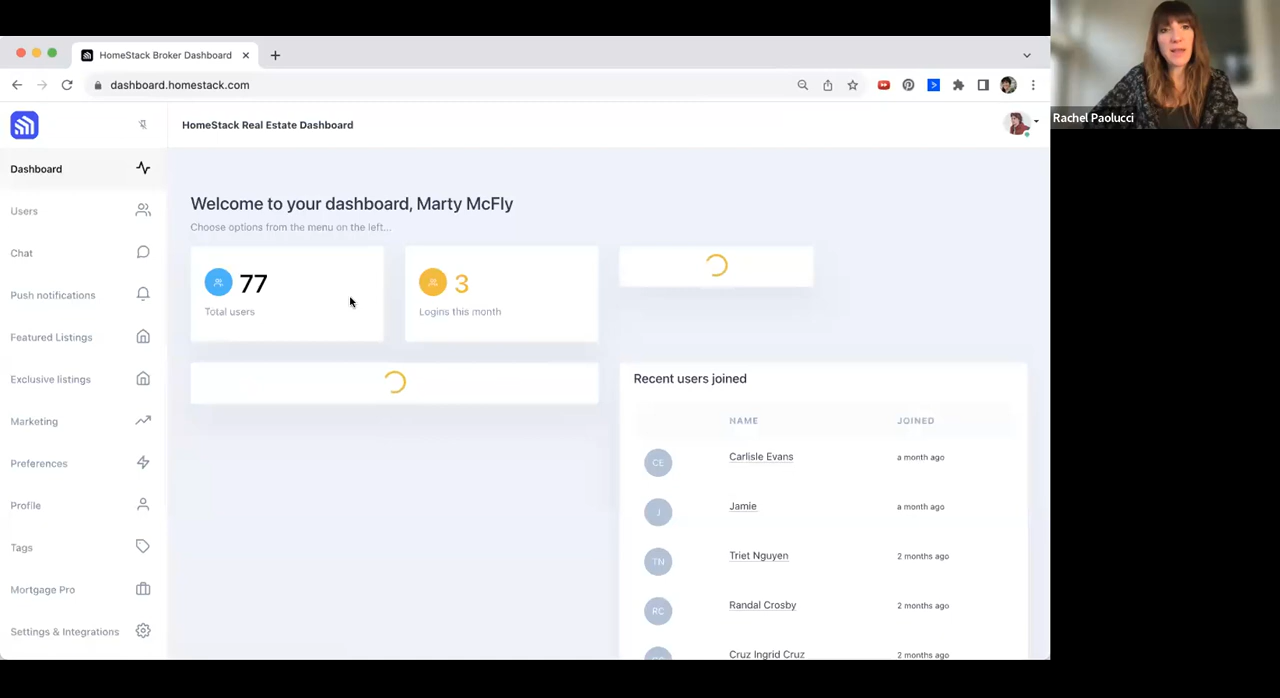 HomeStack Broker Dashboard
dashboard.homestack.com
Rachel Paolucci
HomeStack Real Estate Dashboard
Dashboard
Users
Chat
Push notifications
Featured Listings
Exclusive listings
Marketing
Preferences
Profile
Tags
Mortgage Pro
Settings & Integrations
Welcome to your dashboard, Marty McFly
Choose options from the menu on the left...
77
Total users
3
Logins this month
Recent users joined
NAME JOINED
CE Carlisle Evans a month ago
J Jamie a month ago
TN Triet Nguyen 2 months ago
RC Randal Crosby 2 months ago
Cruz Ingrid Cruz 2 months ago